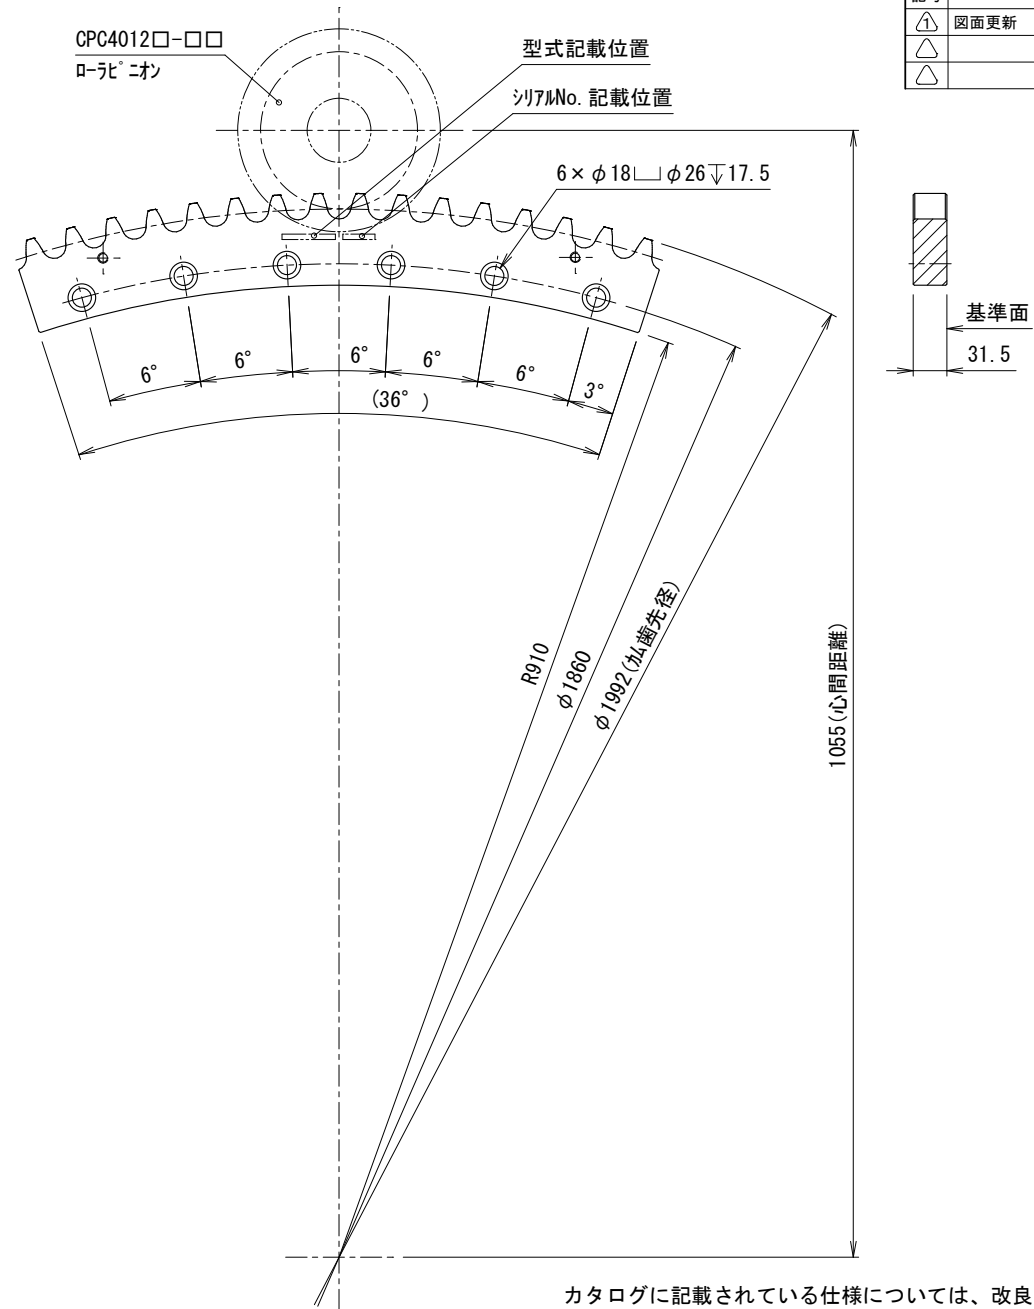 図面更新
1
CPC4012□-□□
ﾛｰﾗﾋﾟﾆｵﾝ
型式記載位置
ｼﾘｱﾙNo. 記載位置
6×φ18⌴φ26↧17.5
基準面
31.5
6°
6°
6°
6°
6°
3°
(36°)
R910
φ1860
φ1992(ｶﾑ歯先径)
1055(心間距離)
カタログに記載されている仕様については、改良